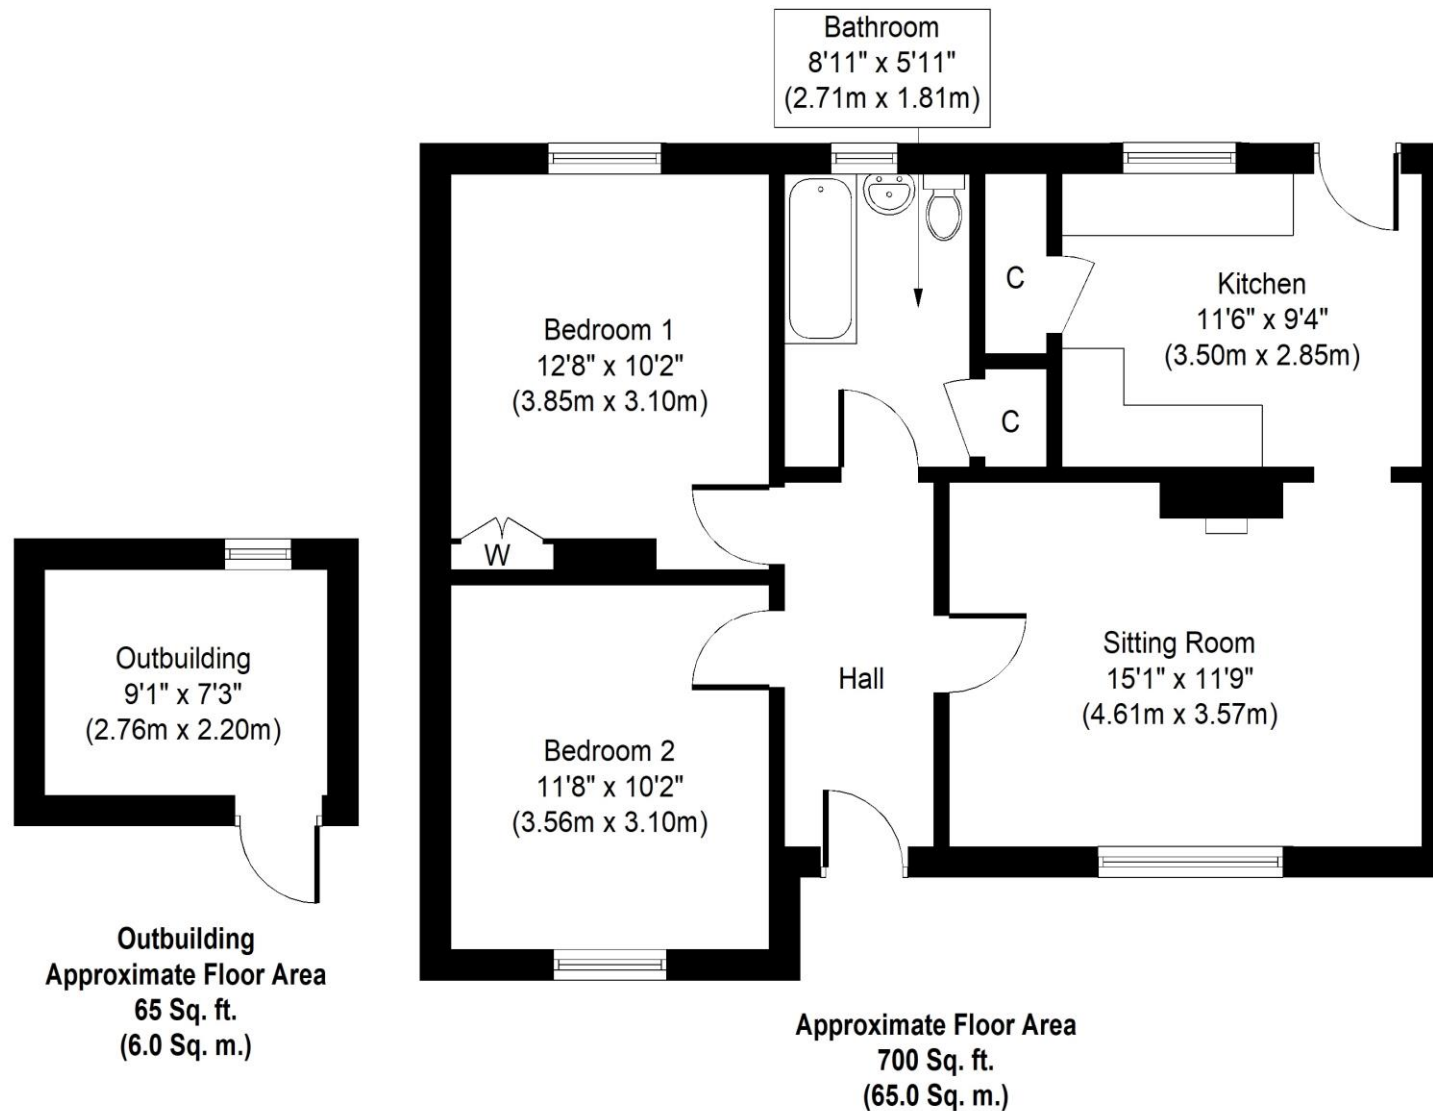 Bathroom
8'11" x 5'11"
(2.71m x 1.81m)
Bedroom 1
12'8" x 10'2"
(3.85m x 3.10m)
W
C
C
Kitchen
11'6" x 9'4"
(3.50m x 2.85m)
Outbuilding
9'1" x 7'3"
(2.76m x 2.20m)
Hall
Sitting Room
15'1" x 11'9"
(4.61m x 3.57m)
Bedroom 2
11'8" x 10'2"
(3.56m x 3.10m)
Outbuilding
Approximate Floor Area
65 Sq. ft.
(6.0 Sq. m.)
Approximate Floor Area
700 Sq. ft.
(65.0 Sq. m.)